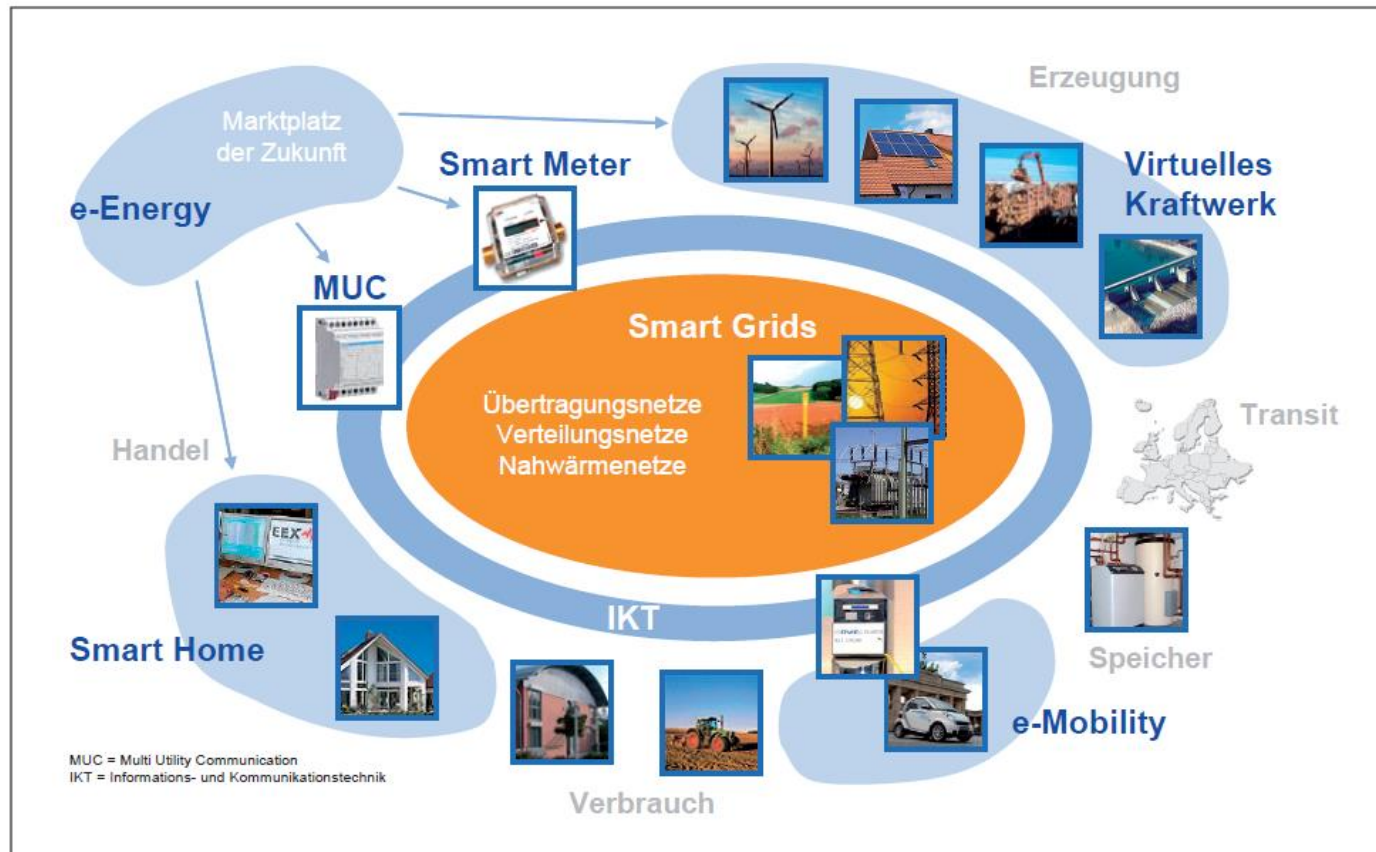 Erzeugung
Marktplatz
der Zukunft
Smart Meter
Virtuelles
Kraftwerk
e-Energy
MUC
Smart Grids
Übertragungsnetze
Verteilungsnetze
Nahwärmenetze
Transit
Handel
EEX
IKT
Smart Home
Speicher
e-Mobility
MUC = Multi Utility Communication
IKT = Informations- und Kommunikationstechnik
Verbrauch